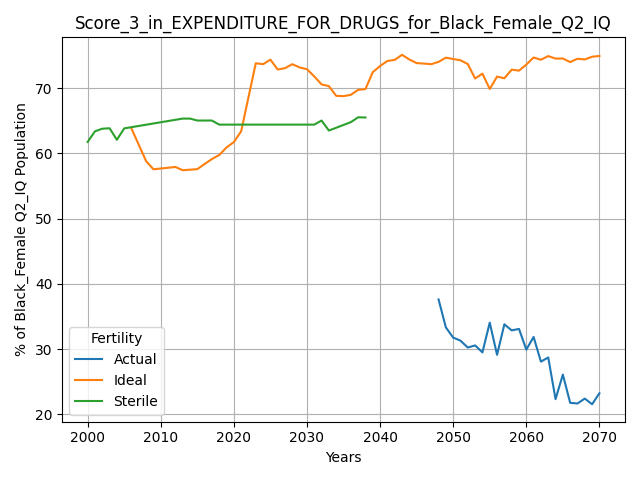 Score_3_in_EXPENDITURE_FOR_DRUGS_for_Black_Female_Q2_IQ
% of Black_Female Q2_IQ Population
70
60
50
40
30
20
Fertility
Actual
Ideal
Sterile
2000 2010 2020 2030 2040 2050 2060 2070
Years